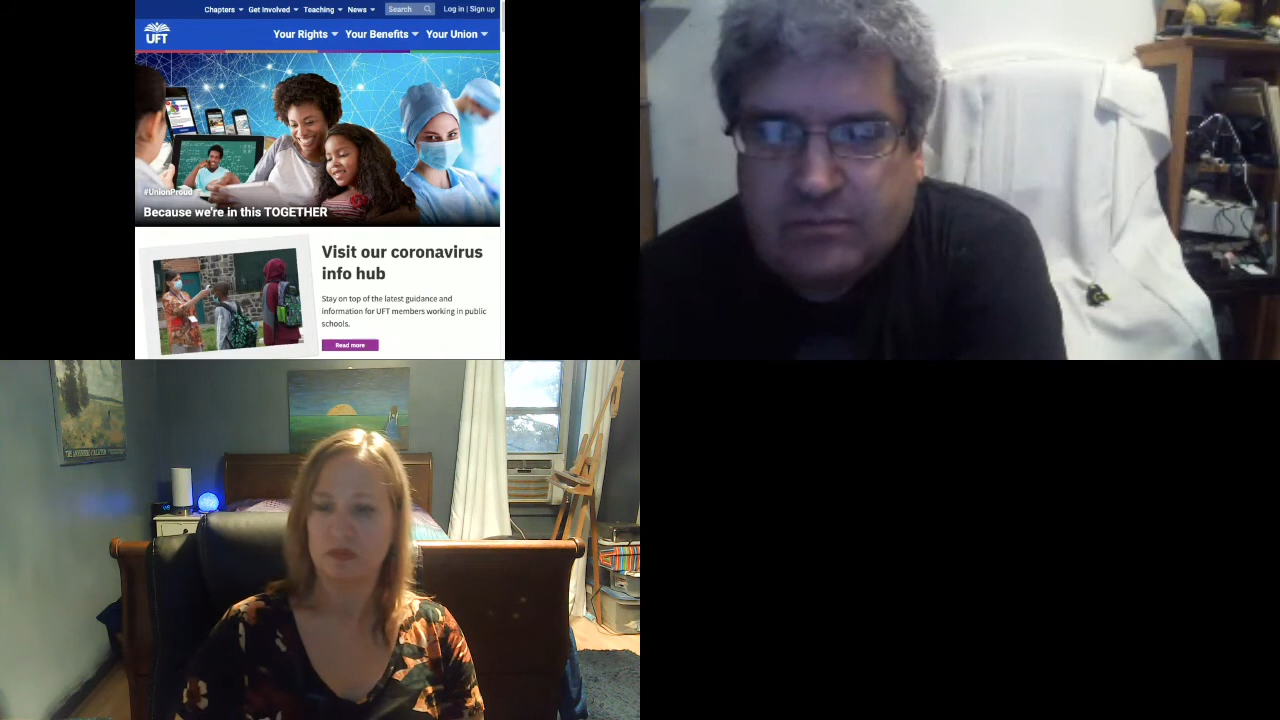 Chapters Get Involved Teaching News Search Log in | Sign up
UFT
Your Rights Your Benefits Your Union
#UnionProud
Because we're in this TOGETHER
Visit our coronavirus
info hub
Stay on top of the latest guidance and
information for UFT members working in public
schools.
Read more